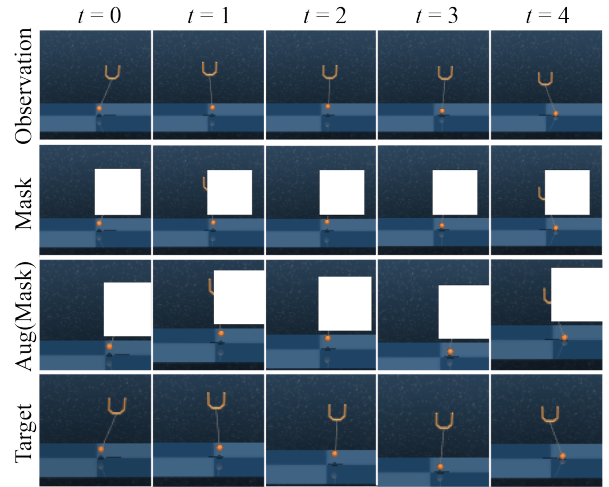 t = 0 t = 1 t = 2 t = 3 t = 4
Observation
Mask
Aug(Mask)
Target